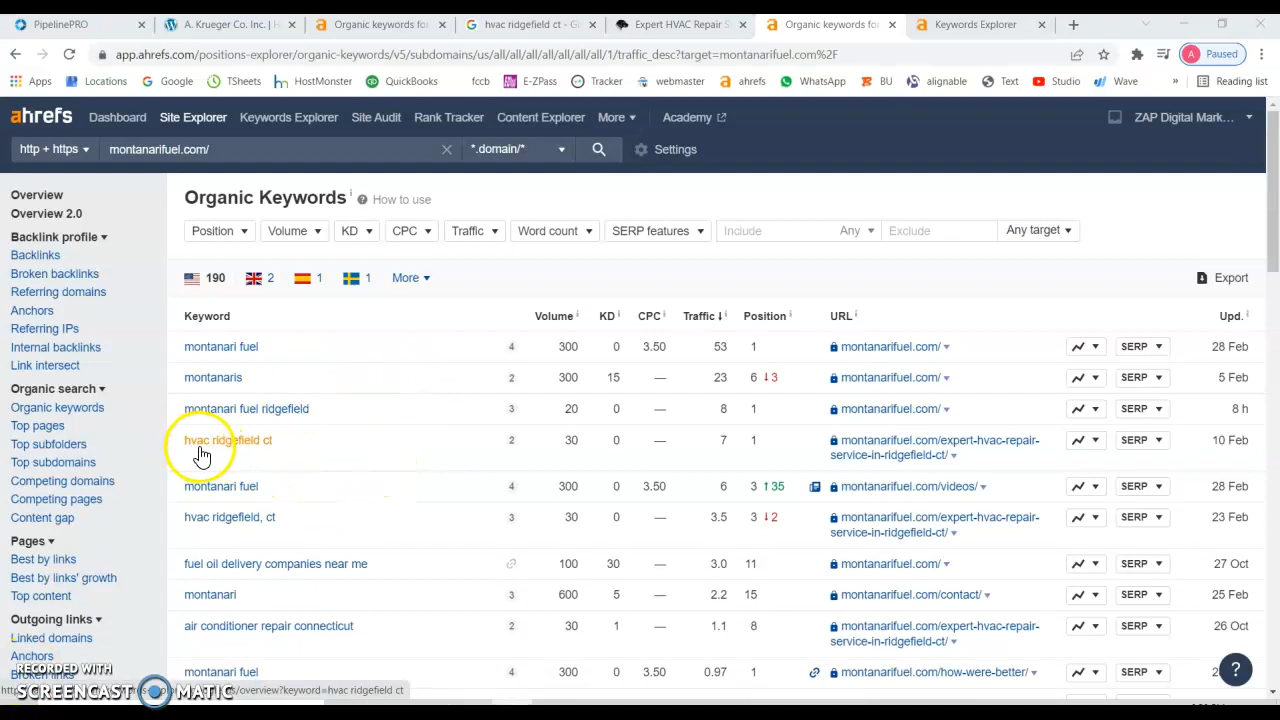 PipelinePRO × A. Krueger Co. Inc. | H × Organic keywords for × hvac ridgefield ct - G × Expert HVAC Repair S × Organic keywords for × Keywords Explorer × +
app.ahrefs.com/positions-explorer/organic-keywords/v5/subdomains/us/all/all/all/all/all/all/1/traffic_desc?target=montanarifuel.com%2F A Paused
Apps Locations Google TSheets HostMonster QuickBooks fccb E-ZPass Tracker webmaster ahrefs WhatsApp BU alignable Text Studio Wave » Reading list
ahrefs Dashboard Site Explorer Keywords Explorer Site Audit Rank Tracker Content Explorer More Academy ZAP Digital Mark...
http + https montanarifuel.com/ × *.domain/* Settings
Overview
Overview 2.0
Backlink profile
Backlinks
Broken backlinks
Referring domains
Anchors
Referring IPs
Internal backlinks
Link intersect
Organic search
Organic keywords
Top pages
Top subfolders
Top subdomains
Competing domains
Competing pages
Content gap
Pages
Best by links
Best by links' growth
Top content
Outgoing links
Linked domains
Anchors
Broken links
Organic Keywords i ? How to use
Position Volume KD CPC Traffic Word count SERP features Include Any Exclude Any target
190 2 1 1 More Export
Keyword Volume KD CPC Traffic Position URL Upd.
montanari fuel 4 300 0 3.50 53 1 montanarifuel.com/ SERP 28 Feb
montanaris 2 300 15 — 23 6 ↓3 montanarifuel.com/ SERP 5 Feb
montanari fuel ridgefield 3 20 0 — 8 1 montanarifuel.com/ SERP 8 h
hvac ridgefield ct 2 30 0 — 7 1 montanarifuel.com/expert-hvac-repair- SERP 10 Feb
service-in-ridgefield-ct/
montanari fuel 4 300 0 3.50 6 3 ↑35 montanarifuel.com/videos/ SERP 28 Feb
hvac ridgefield, ct 3 30 0 — 3.5 3 ↓2 montanarifuel.com/expert-hvac-repair- SERP 23 Feb
service-in-ridgefield-ct/
fuel oil delivery companies near me 100 30 — 3.0 11 montanarifuel.com/ SERP 27 Oct
montanari 3 600 5 — 2.2 15 montanarifuel.com/contact/ SERP 25 Feb
air conditioner repair connecticut 2 30 1 — 1.1 8 montanarifuel.com/expert-hvac-repair- SERP 26 Oct
service-in-ridgefield-ct/
montanari fuel 4 300 0 3.50 0.97 1 montanarifuel.com/how-were-better/ SERP
?
RECORDED WITH
SCREENCAST MATIC
s/overview?keyword=hvac ridgefield ct